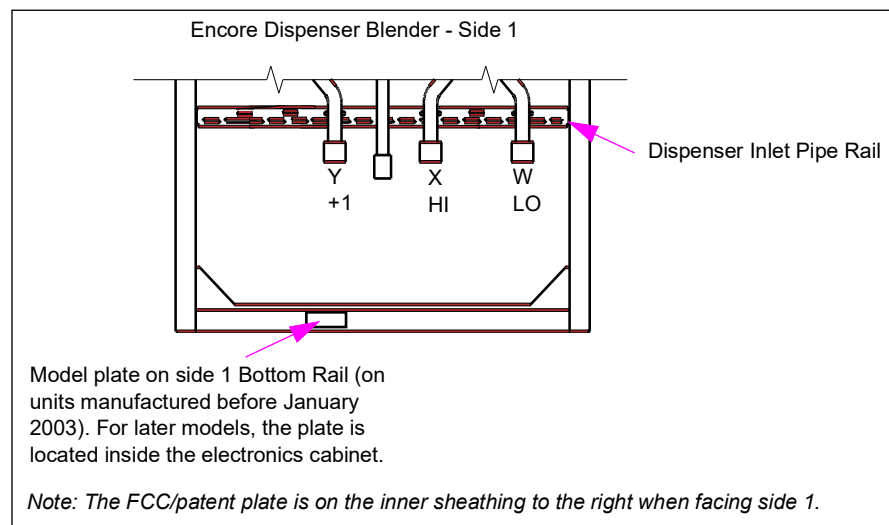 Encore Dispenser Blender - Side 1
Dispenser Inlet Pipe Rail
Y X W
+1 HI LO
Model plate on side 1 Bottom Rail (on
units manufactured before January
2003). For later models, the plate is
located inside the electronics cabinet.
Note: The FCC/patent plate is on the inner sheathing to the right when facing side 1.